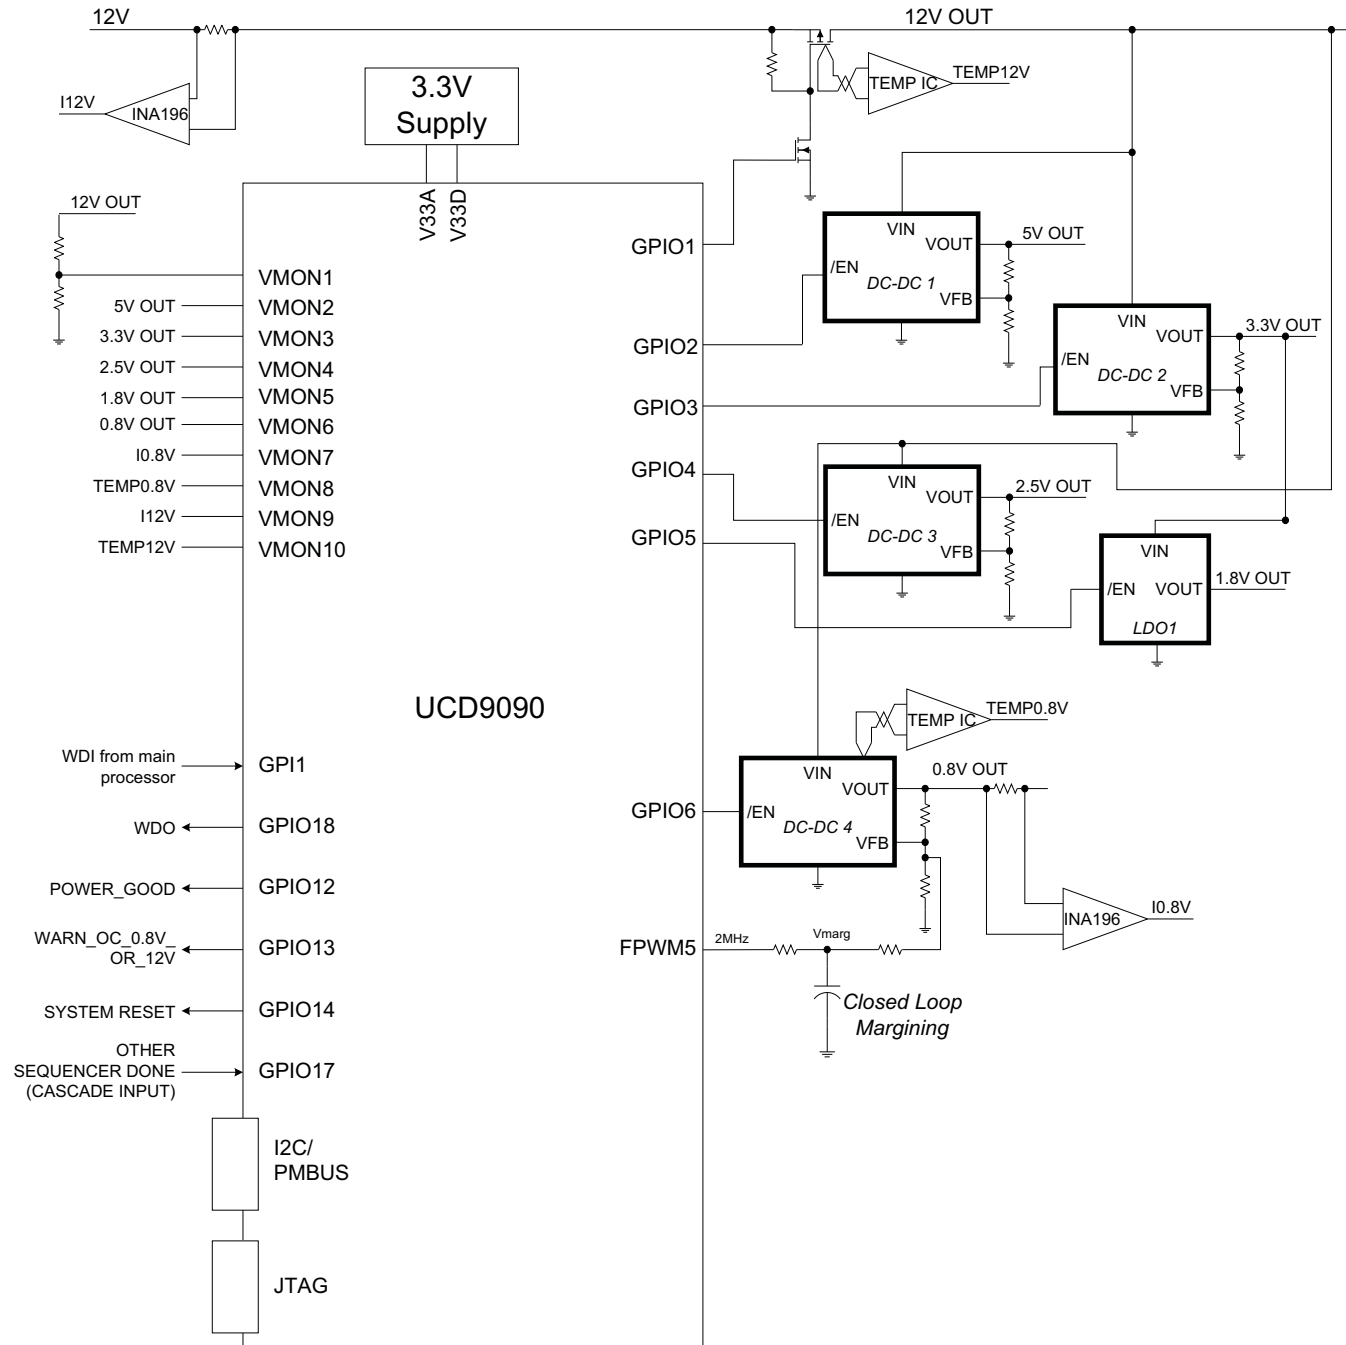 12V
12V OUT
TEMP IC
TEMP12V
3.3V
Supply
I12V
INA196
V33A
V33D
12V OUT
VMON1
5V OUT
VMON2
3.3V OUT
VMON3
2.5V OUT
VMON4
1.8V OUT
VMON5
0.8V OUT
VMON6
I0.8V
VMON7
TEMP0.8V
VMON8
I12V
VMON9
TEMP12V
VMON10
GPIO1
GPIO2
GPIO3
GPIO4
GPIO5
VIN
VOUT
/EN
DC-DC 1
VFB
5V OUT
VIN
VOUT
/EN
DC-DC 2
VFB
3.3V OUT
VIN
VOUT
/EN
DC-DC 3
VFB
2.5V OUT
VIN
/EN
VOUT
LDO1
1.8V OUT
UCD9090
TEMP IC
TEMP0.8V
WDI from main
processor
GPI1
WDO
GPIO18
POWER_GOOD
GPIO12
WARN_OC_0.8V_
OR_12V
GPIO13
SYSTEM RESET
GPIO14
OTHER
SEQUENCER DONE
(CASCADE INPUT)
GPIO17
GPIO6
VIN
VOUT
/EN
DC-DC 4
VFB
0.8V OUT
INA196
I0.8V
FPWM5
2MHz
Vmarg
Closed Loop
Margining
I2C/
PMBUS
JTAG